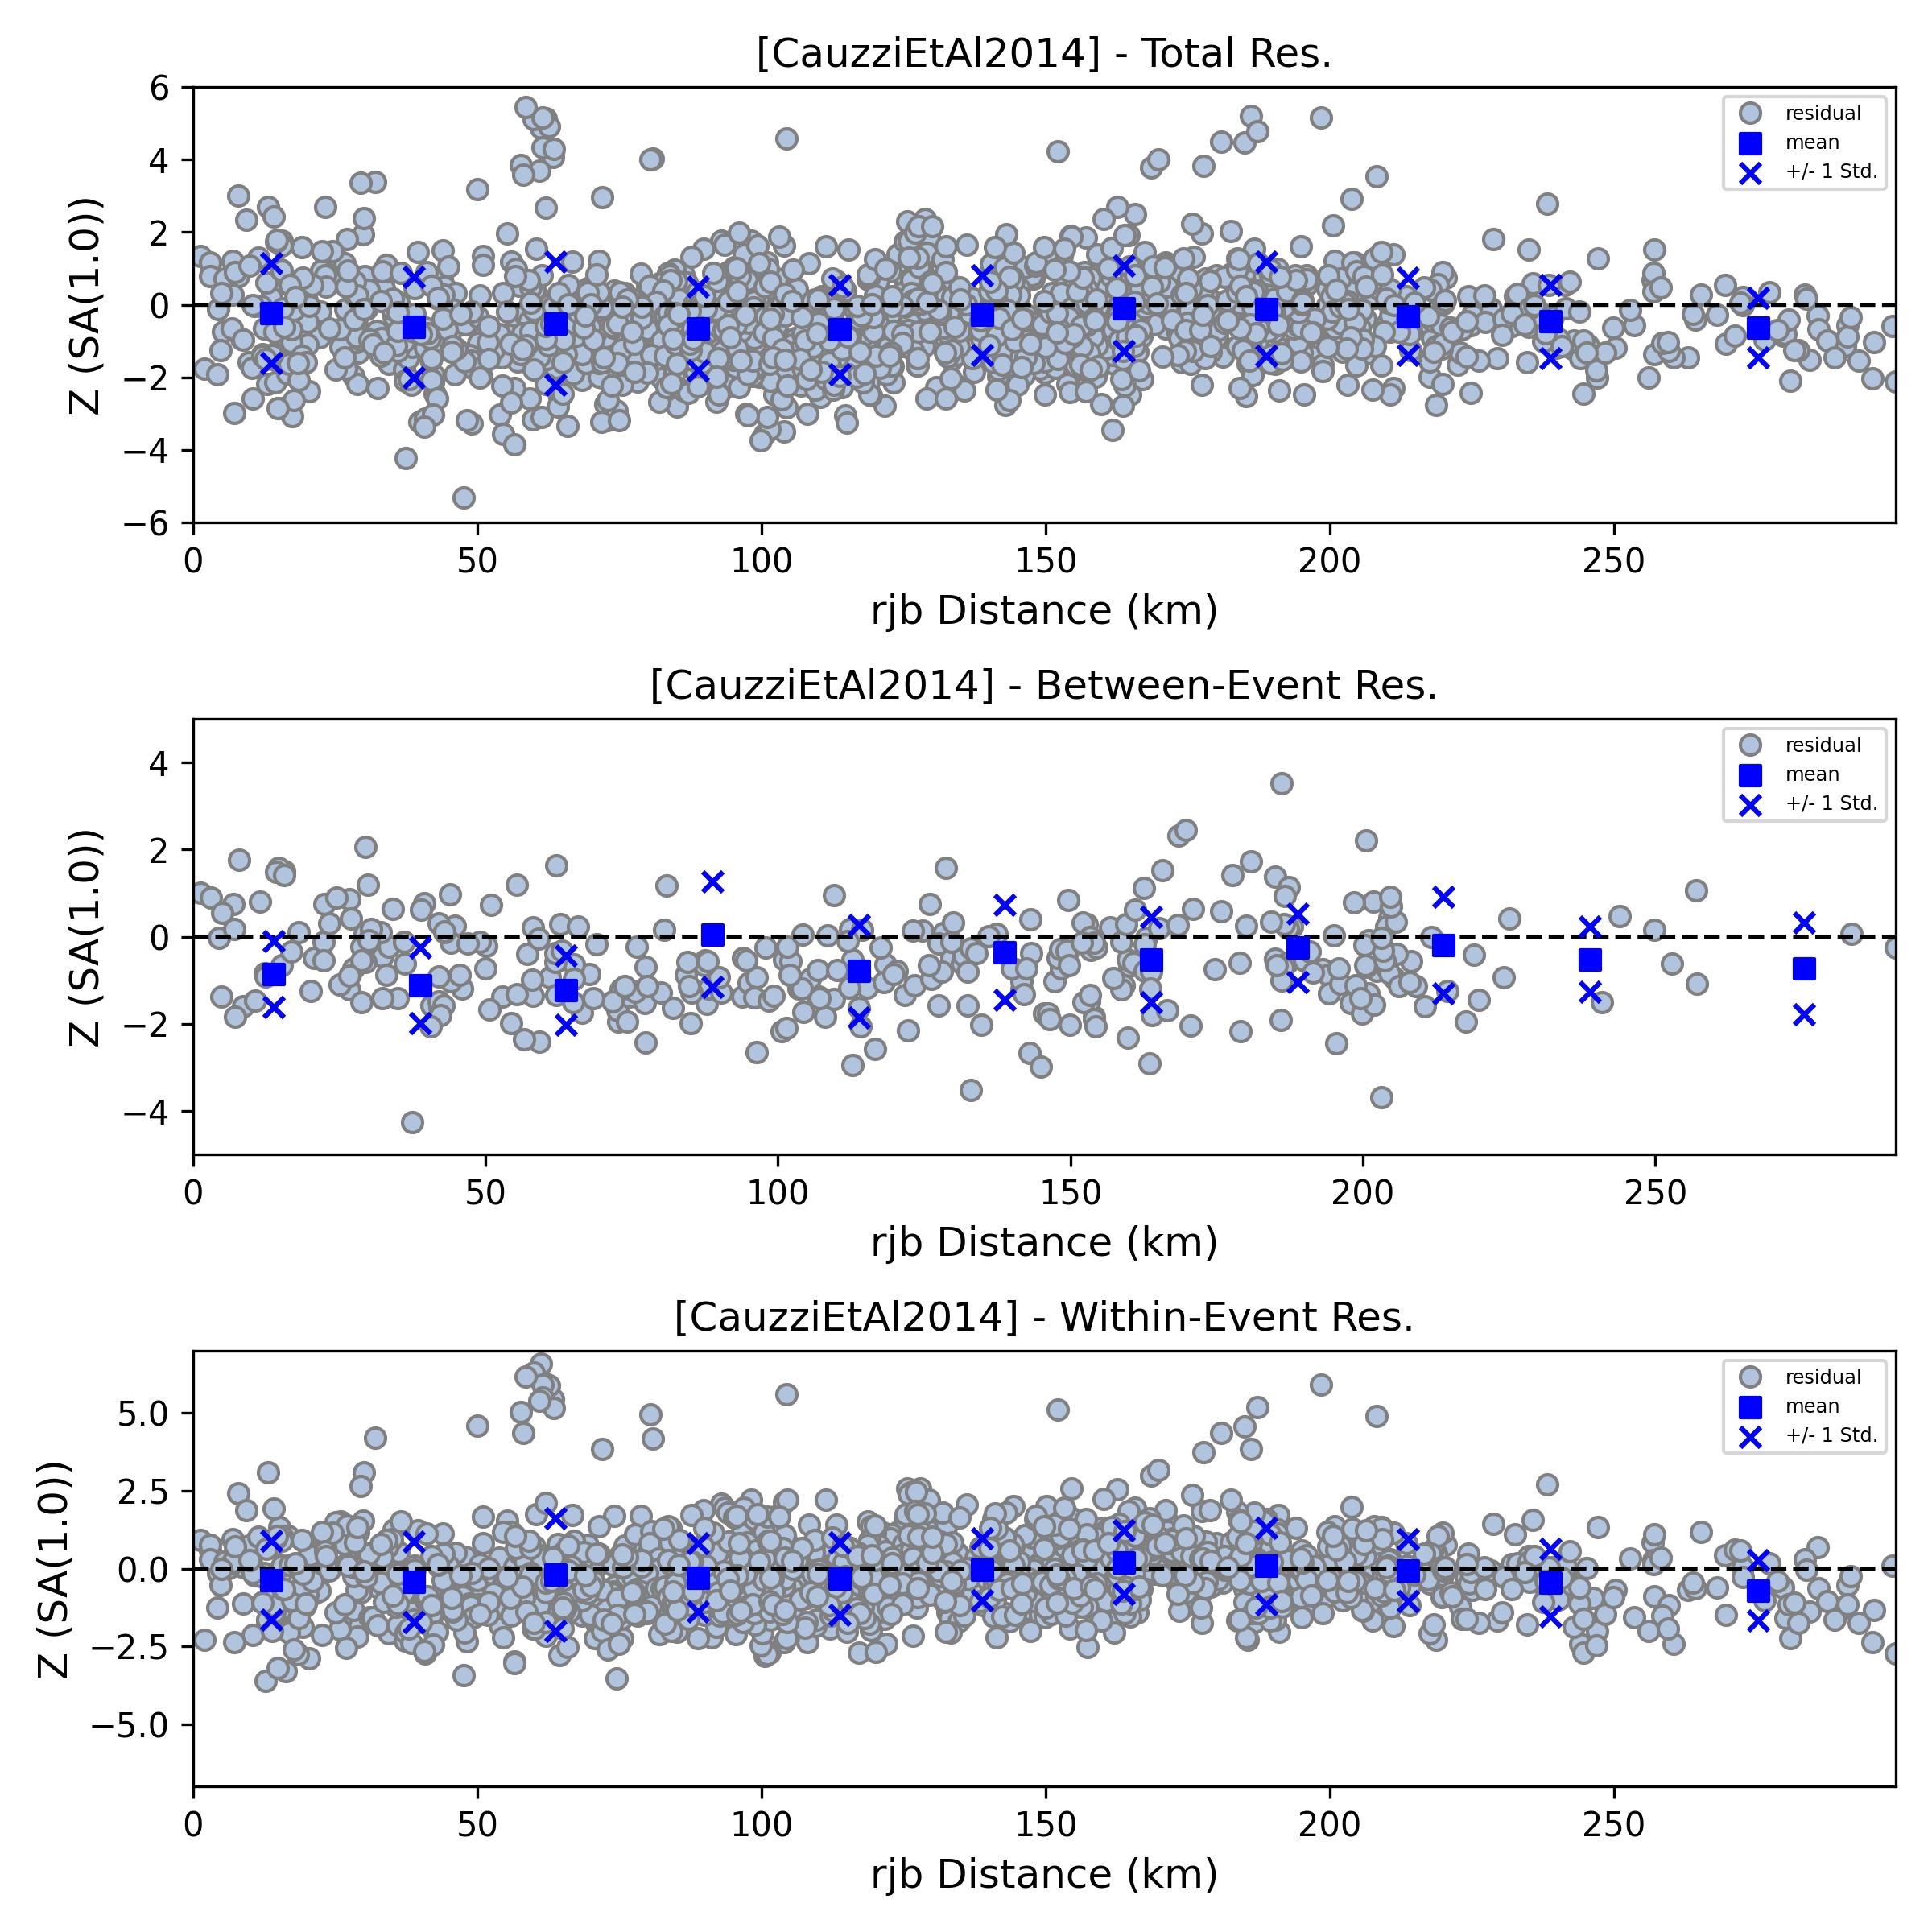 [CauzziEtAl2014] - Total Res.
6
4
2
0
−2
−4
−6
Z (SA(1.0))
residual
mean
+/- 1 Std.
0 50 100 150 200 250
rjb Distance (km)
[CauzziEtAl2014] - Between-Event Res.
4
2
0
−2
−4
Z (SA(1.0))
residual
mean
+/- 1 Std.
0 50 100 150 200 250
rjb Distance (km)
[CauzziEtAl2014] - Within-Event Res.
5.0
2.5
0.0
−2.5
−5.0
Z (SA(1.0))
residual
mean
+/- 1 Std.
0 50 100 150 200 250
rjb Distance (km)